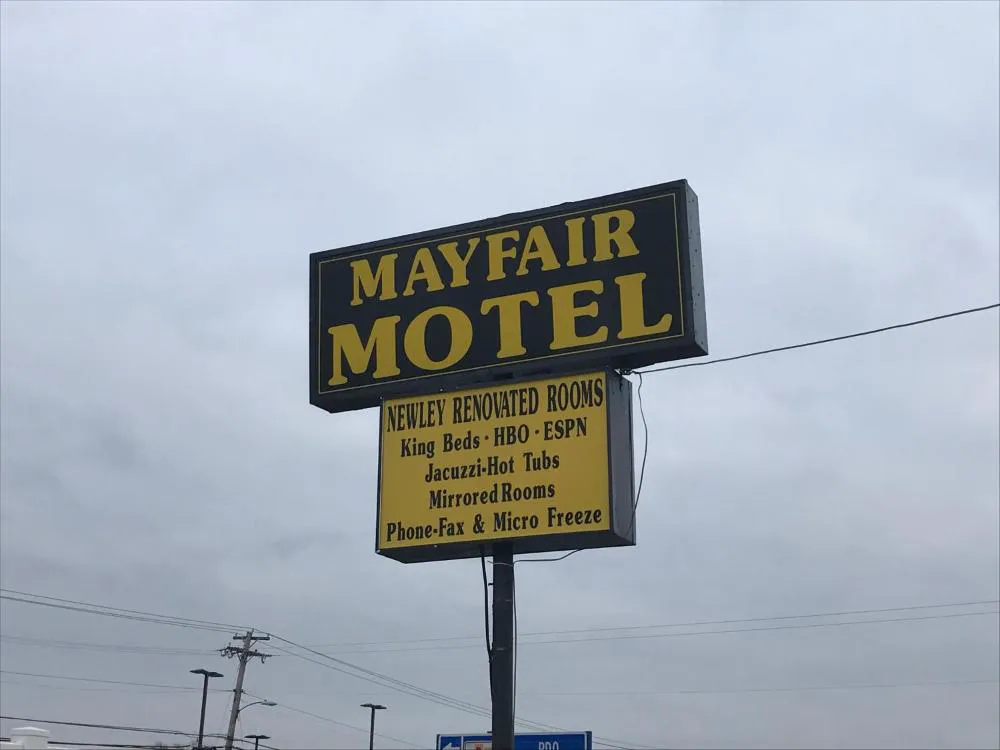 MAYFAIR
MOTEL
NEWLEY RENOVATED ROOMS
King Beds · HBO · ESPN
Jacuzzi-Hot Tubs
Mirrored Rooms
Phone-Fax & Micro Freeze